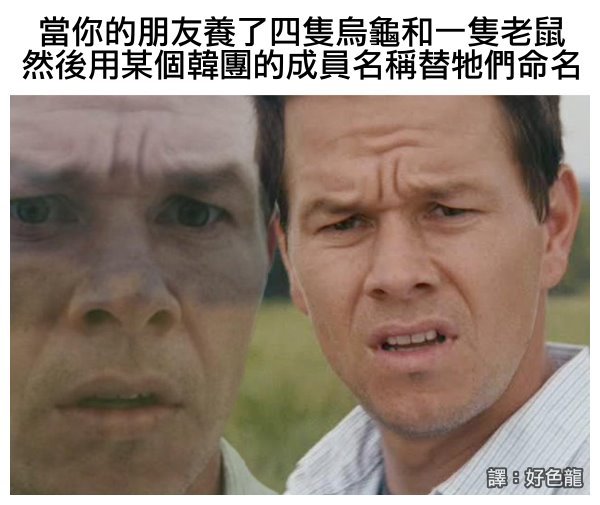 當你的朋友養了四隻烏龜和一隻老鼠
然後用某個韓團的成員名稱替牠們命名
譯：好色龍